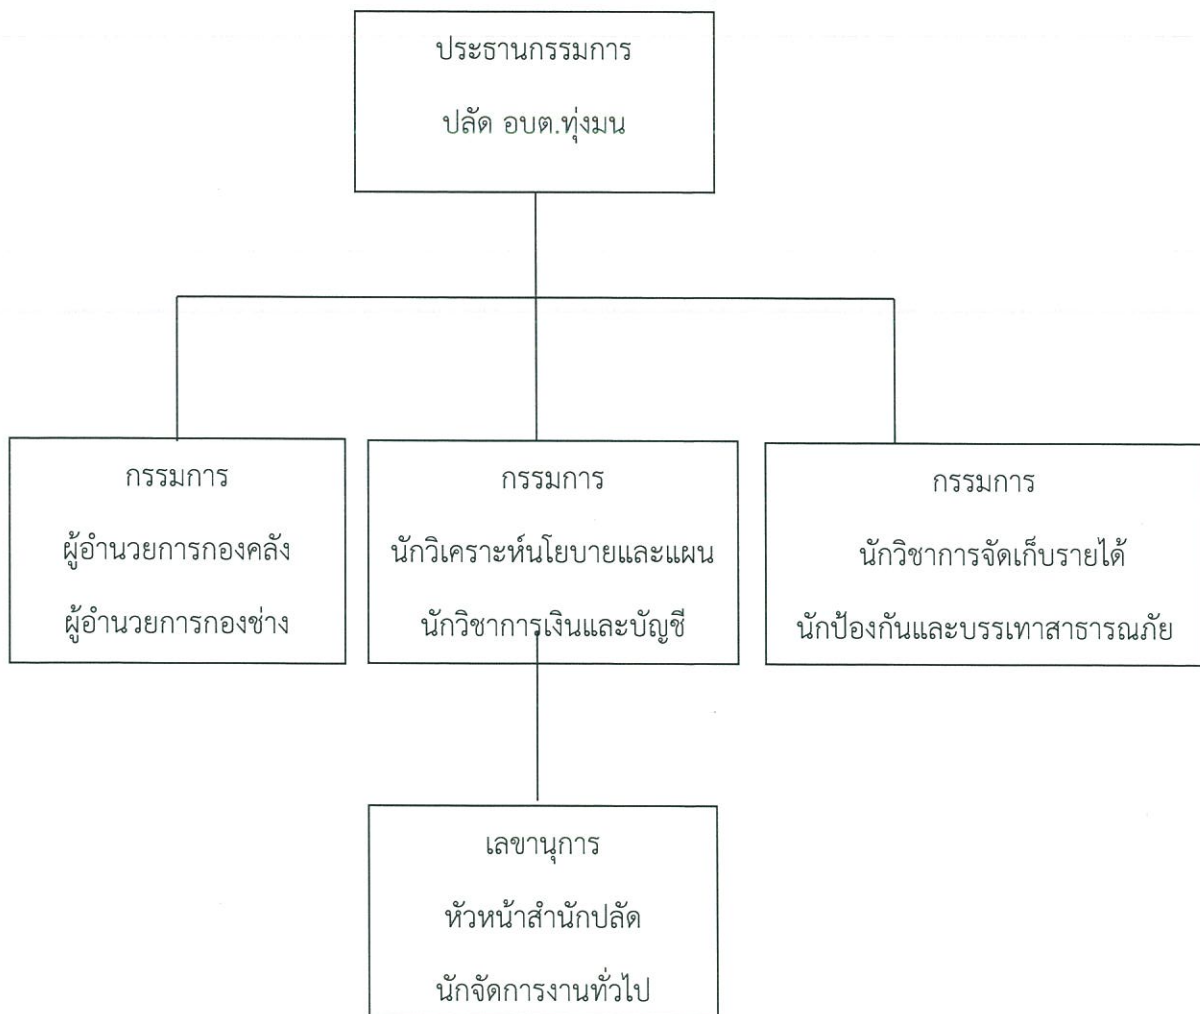 ประธานกรรมการ
ปลัด อบต.ทุ่งมน
กรรมการ
ผู้อำนวยการกองคลัง
ผู้อำนวยการกองช่าง
กรรมการ
นักวิเคราะห์นโยบายและแผน
นักวิชาการเงินและบัญชี
กรรมการ
นักวิชาการจัดเก็บรายได้
นักป้องกันและบรรเทาสาธารณภัย
เลขานุการ
หัวหน้าสำนักปลัด
นักจัดการงานทั่วไป